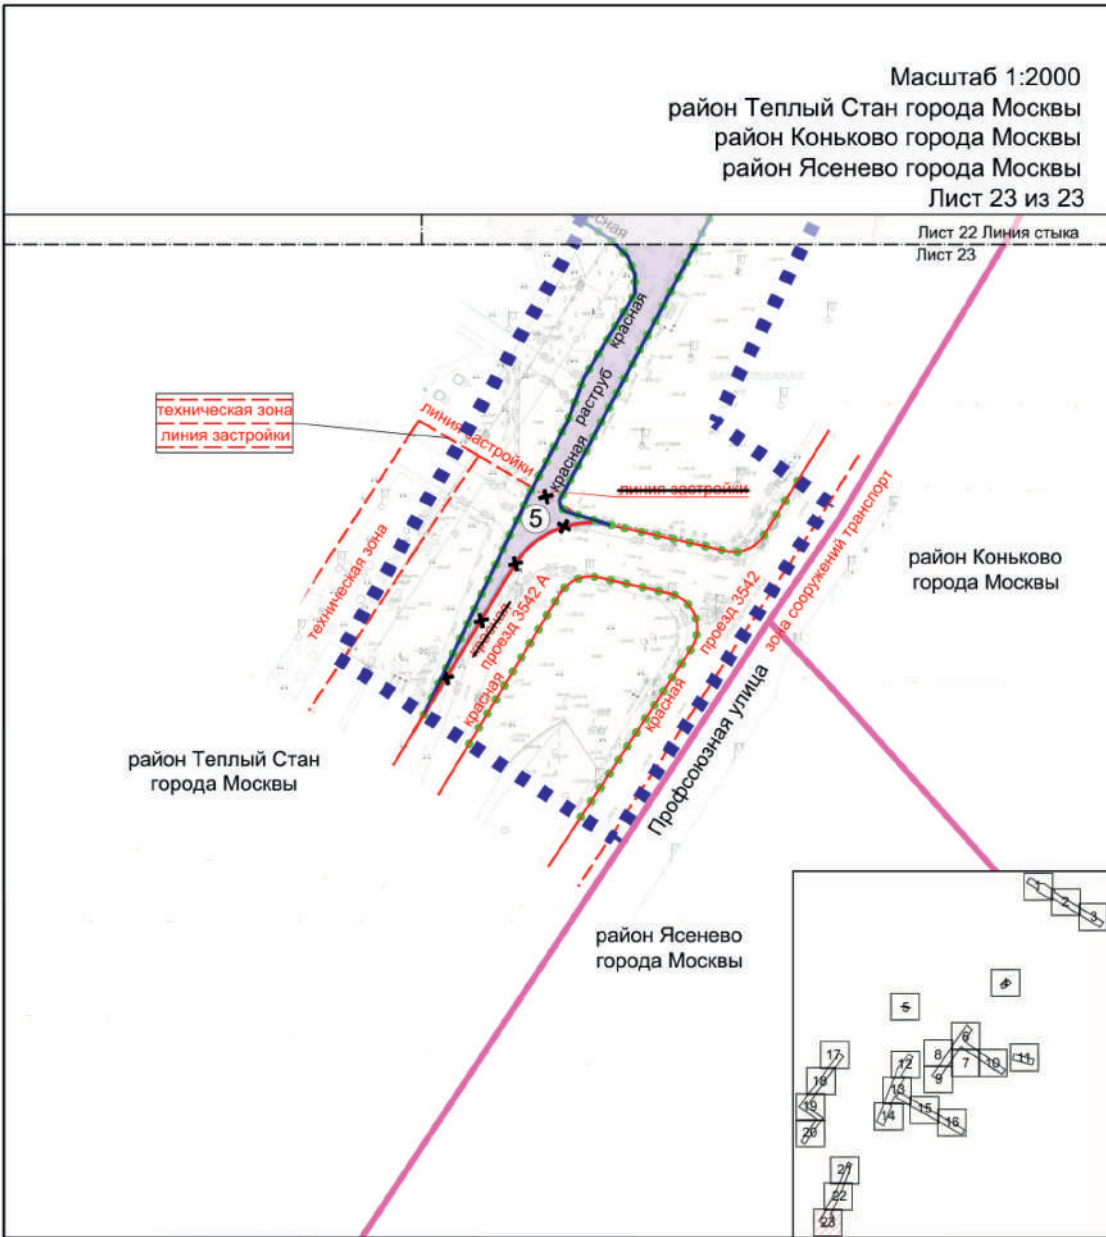 Масштаб 1:2000
район Теплый Стан города Москвы
район Коньково города Москвы
район Ясенево города Москвы
Лист 23 из 23
Лист 22 Линия стыка
Лист 23
красная
раструб
красная
техническая зона
линия застройки
линия застройки
линия застройки
5
техническая зона
красная
проезд 3542 А
красная
красная
проезд 3542
зона сооружений транспорт
Профсоюзная улица
район Коньково
города Москвы
район Теплый Стан
города Москвы
район Ясенево
города Москвы
1
2
3
4
5
6
7
8
9
10
11
12
13
14
15
16
17
18
19
20
21
22
23